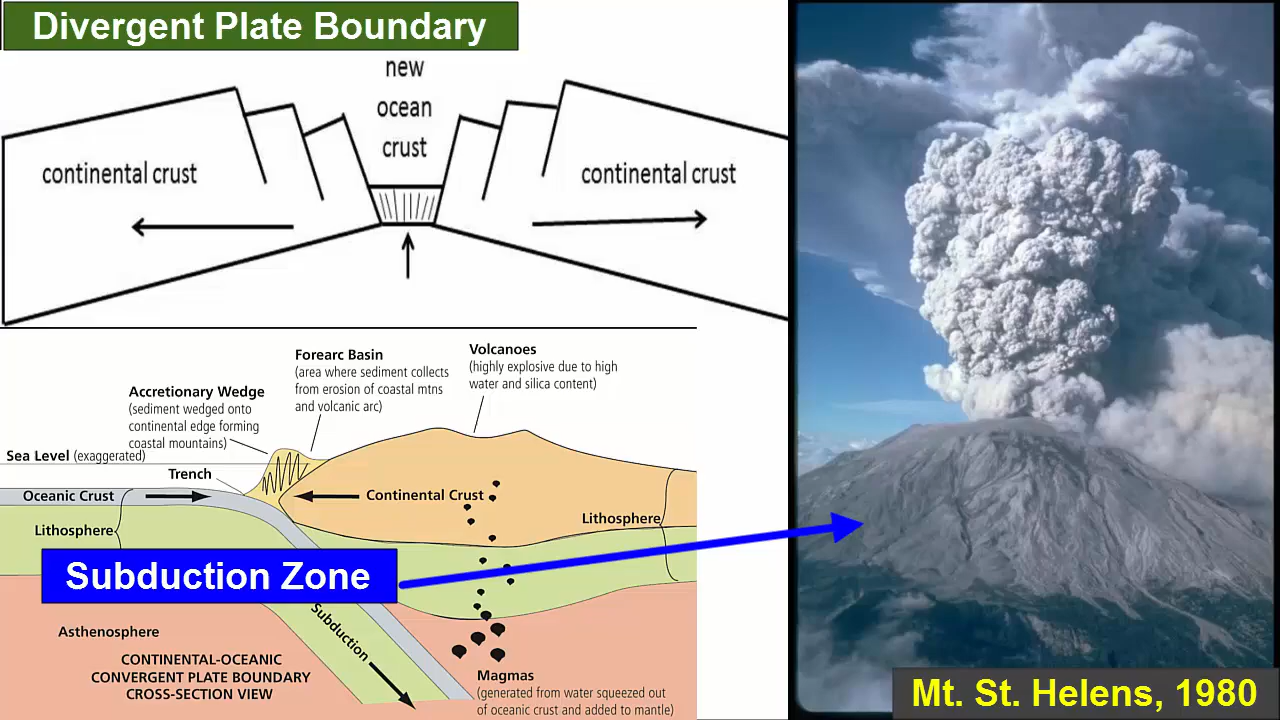 Divergent Plate Boundary
new
ocean
crust
continental crust
continental crust
Volcanoes
(highly explosive due to high
water and silica content)
Forearc Basin
(area where sediment collects
from erosion of coastal mtns
and volcanic arc)
Accretionary Wedge
(sediment wedged onto
continental edge forming
coastal mountains)
Sea Level (exaggerated)
Trench
Oceanic Crust
Continental Crust
Lithosphere
Lithosphere
Subduction Zone
Subduction
Asthenosphere
CONTINENTAL-OCEANIC
CONVERGENT PLATE BOUNDARY
CROSS-SECTION VIEW
Magmas
(generated from water squeezed out
of oceanic crust and added to mantle)
Mt. St. Helens, 1980